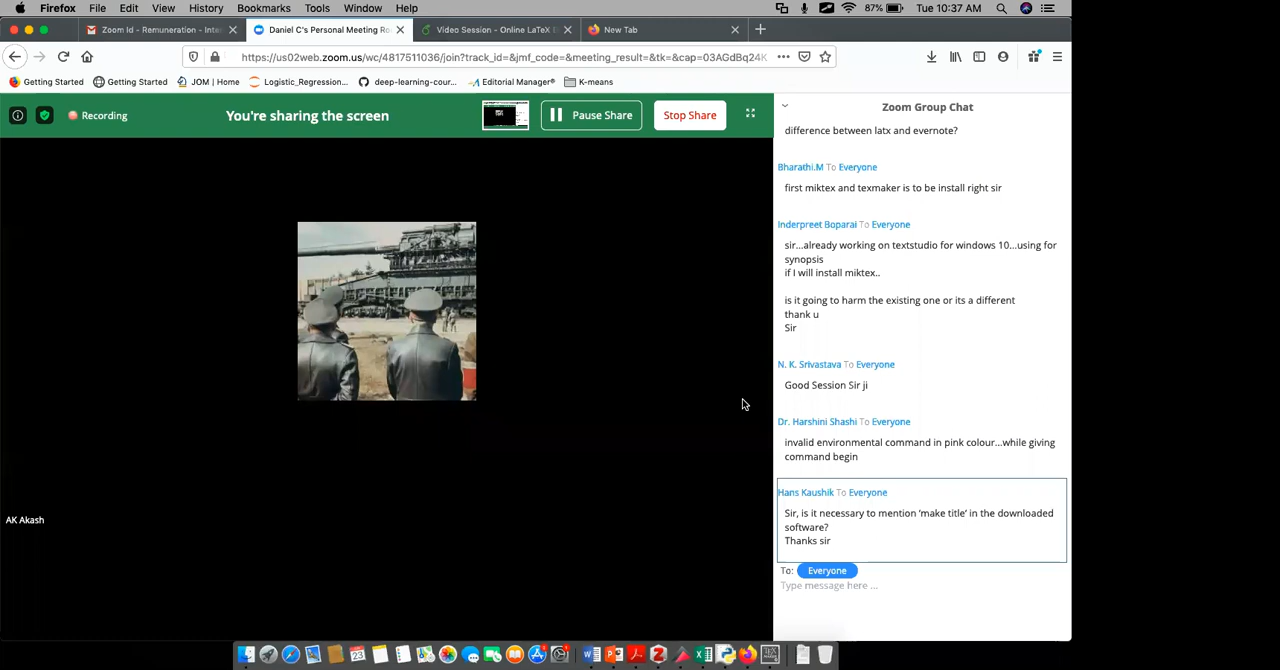 Firefox File Edit View History Bookmarks Tools Window Help
87% Tue 10:37 AM
Zoom Id - Remuneration - Inte
Daniel C's Personal Meeting Ro
Video Session - Online LaTeX E
New Tab
https://us02web.zoom.us/wc/4817511036/join?track_id=&jmf_code=&meeting_result=&tk=&cap=03AGdBq24K
Getting Started
Getting Started
JOM | Home
Logistic_Regression...
deep-learning-cour...
Editorial Manager®
K-means
Recording
You're sharing the screen
Pause Share
Stop Share
AK Akash
Zoom Group Chat
difference between latx and evernote?
Bharathi.M To Everyone
first miktex and texmaker is to be install right sir
Inderpreet Boparai To Everyone
sir...already working on textstudio for windows 10...using for
synopsis
if I will install miktex..
is it going to harm the existing one or its a different
thank u
Sir
N. K. Srivastava To Everyone
Good Session Sir ji
Dr. Harshini Shashi To Everyone
invalid environmental command in pink colour...while giving
command begin
Hans Kaushik To Everyone
Sir, is it necessary to mention 'make title' in the downloaded
software?
Thanks sir
To: Everyone
Type message here ...